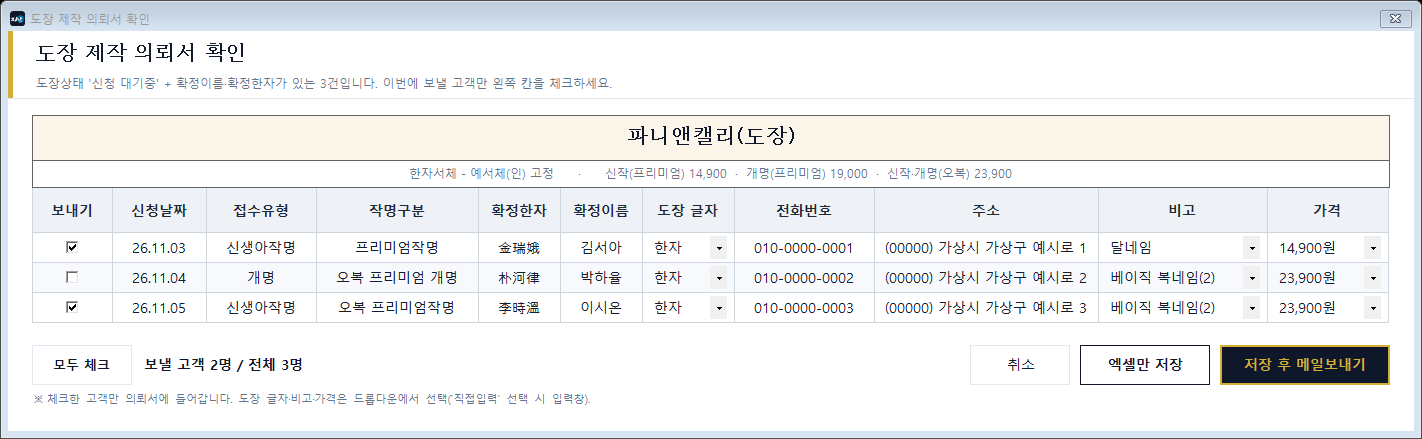 도장 제작 의뢰서 확인
도장 제작 의뢰서 확인
도장상태 '신청 대기중' + 확정이름·확정한자가 있는 3건입니다. 이번에 보낼 고객만 왼쪽 칸을 체크하세요.
파니앤캘리(도장)
한자서체 - 예서체(인) 고정 · 신작(프리미엄) 14,900 · 개명(프리미엄) 19,000 · 신작·개명(오복) 23,900
보내기 신청날짜 접수유형 작명구분 확정한자 확정이름 도장 글자 전화번호 주소 비고 가격
26.11.03 신생아작명 프리미엄작명 金瑞娥 김서아 한자 010-0000-0001 (00000) 가상시 가상구 예시로 1 달네임 14,900원
26.11.04 개명 오복 프리미엄 개명 朴河律 박하율 한자 010-0000-0002 (00000) 가상시 가상구 예시로 2 베이직 복네임(2) 23,900원
26.11.05 신생아작명 오복 프리미엄작명 李時溫 이시온 한자 010-0000-0003 (00000) 가상시 가상구 예시로 3 베이직 복네임(2) 23,900원
모두 체크 보낼 고객 2명 / 전체 3명 취소 엑셀만 저장 저장 후 메일보내기
※ 체크한 고객만 의뢰서에 들어갑니다. 도장 글자·비고·가격은 드롭다운에서 선택('직접입력' 선택 시 입력창).